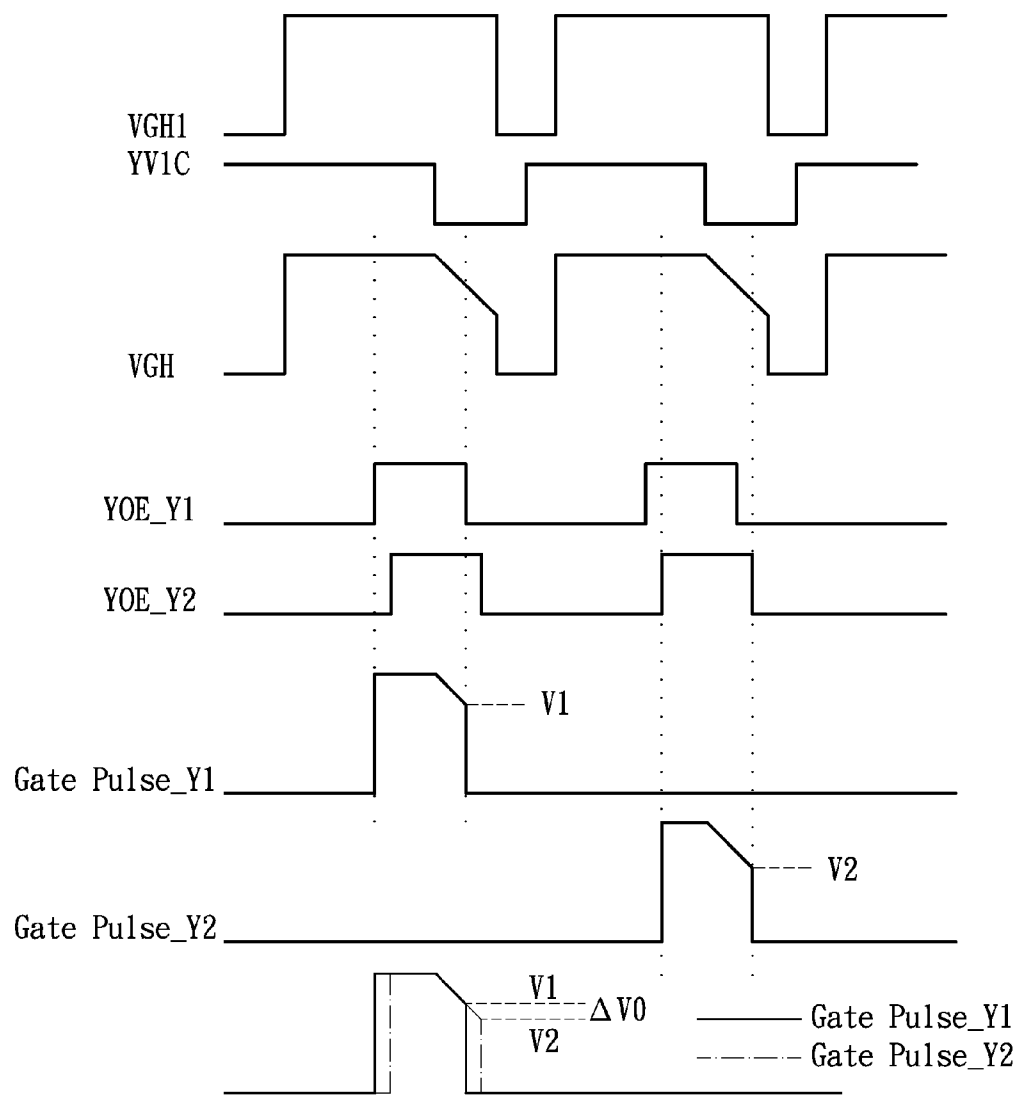 VGH1
YV1C
VGH
YOE_Y1
YOE_Y2
V1
Gate Pulse_Y1
V2
Gate Pulse_Y2
V1
ΔV0
V2
Gate Pulse_Y1
Gate Pulse_Y2